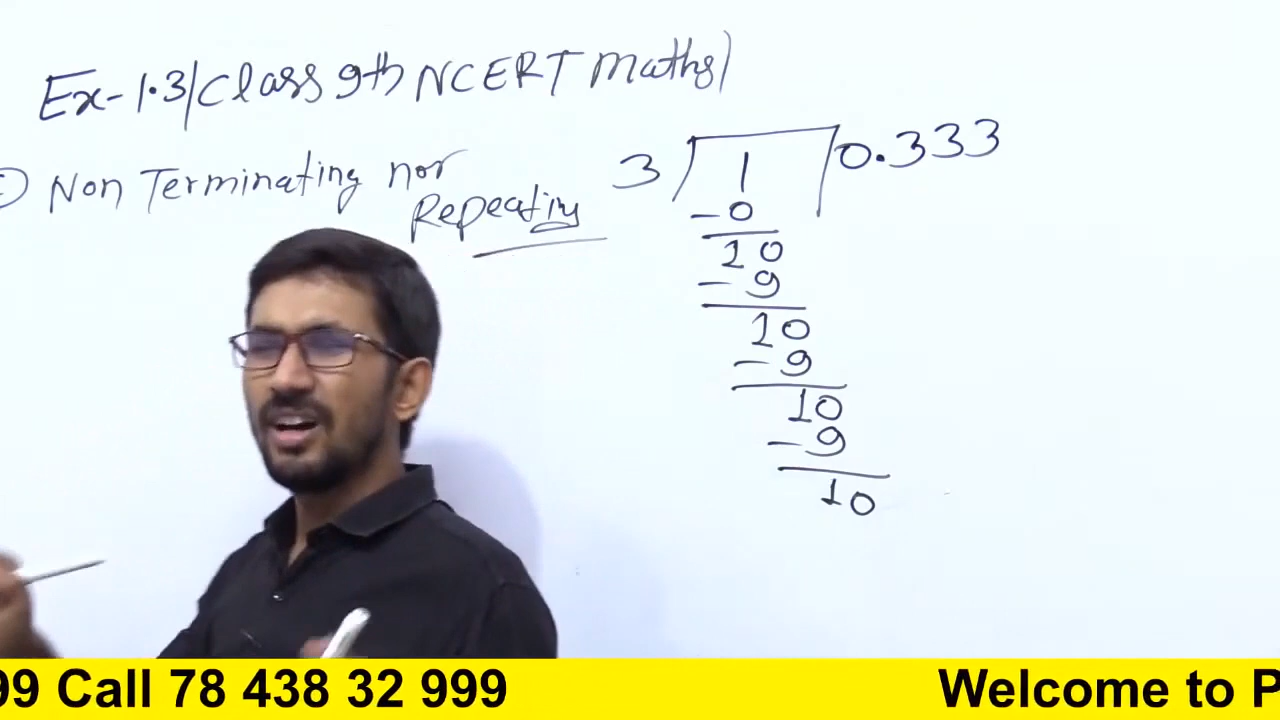 Ex-1.3/Class 9th NCERT Maths)
Non Terminating nor
Repeating
3 1 0.333
-0
10
-9
10
-9
10
-9
10
99 Call 78 438 32 999
Welcome to P